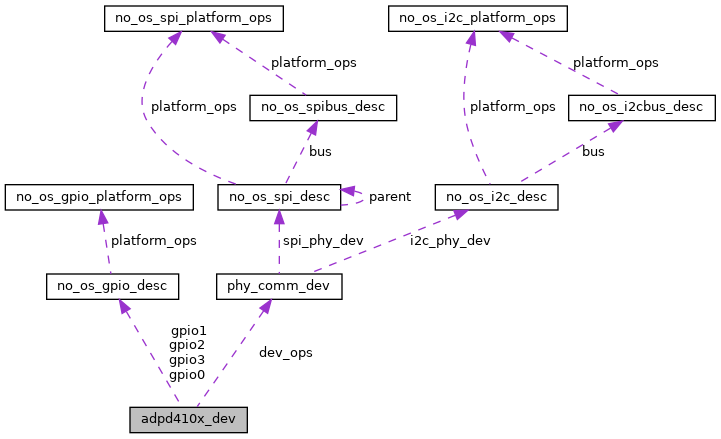 no_os_spi_platform_ops
no_os_i2c_platform_ops
platform_ops
platform_ops
no_os_spibus_desc
no_os_i2cbus_desc
platform_ops
platform_ops
bus
bus
no_os_gpio_platform_ops
no_os_spi_desc
parent
no_os_i2c_desc
platform_ops
spi_phy_dev
i2c_phy_dev
no_os_gpio_desc
phy_comm_dev
gpio1
gpio2
gpio3
gpio0
dev_ops
adpd410x_dev